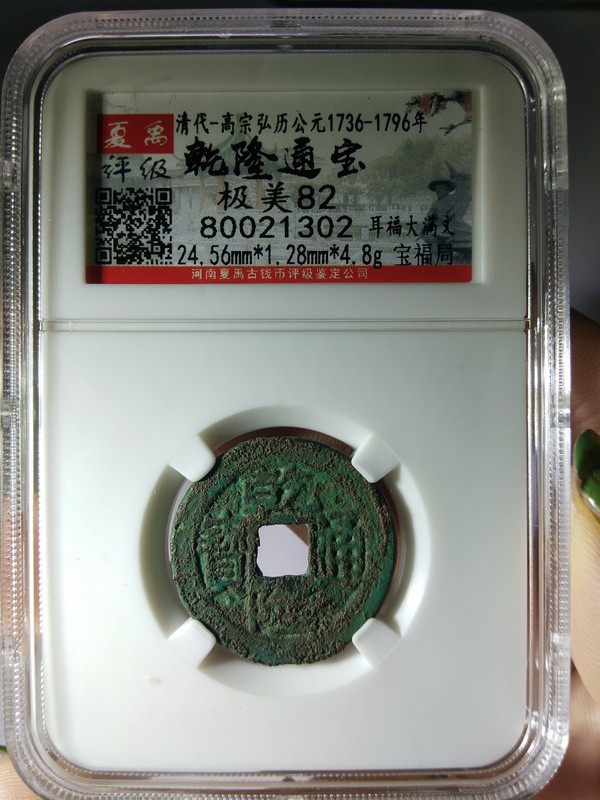 夏禹
评级
清代-高宗弘历公元1736-1796年
乾隆通宝
极美82
80021302 耳福大满文
24.56mm*1.28mm*4.8g 宝福局
河南夏禹古钱币评级鉴定公司
乾
通